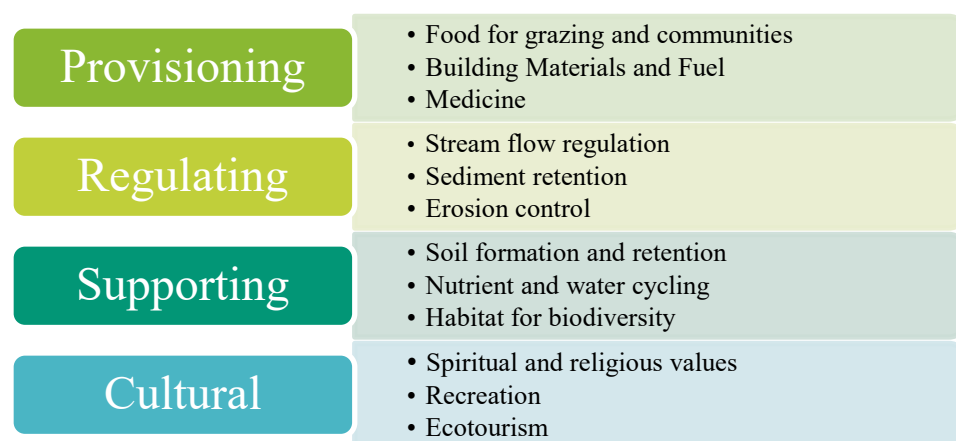 Provisioning
• Food for grazing and communities
• Building Materials and Fuel
• Medicine
Regulating
• Stream flow regulation
• Sediment retention
• Erosion control
Supporting
• Soil formation and retention
• Nutrient and water cycling
• Habitat for biodiversity
Cultural
• Spiritual and religious values
• Recreation
• Ecotourism